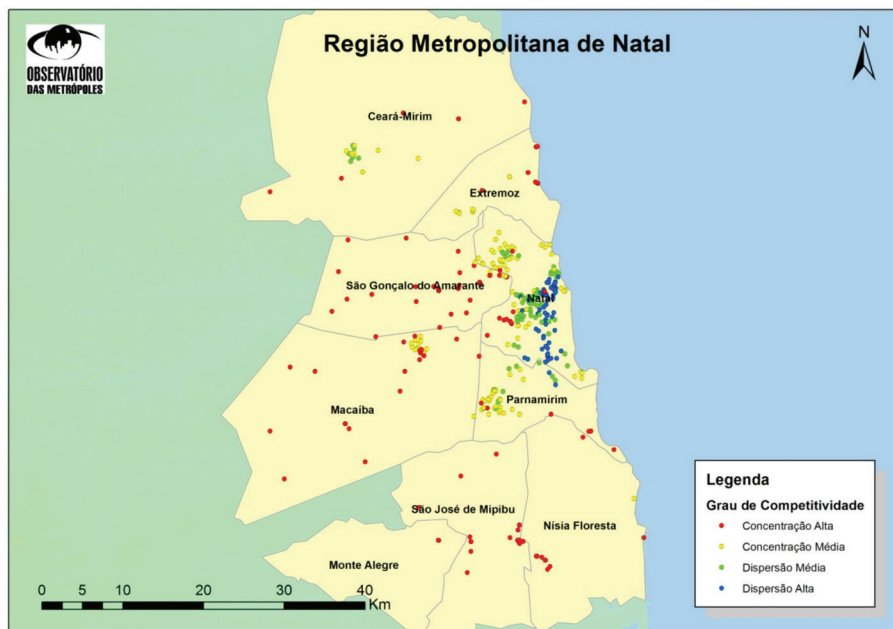 Região Metropolitana de Natal
N
OBSERVATÓRIO
DAS METRÓPOLES
Ceará-Mirim
Extremoz
São Gonçalo do Amarante
Natal
Macaíba
Parnamirim
São José de Mipibu
Nísia Floresta
Monte Alegre
0 10 20 30 40
Km
Legenda
Grau de Competitividade
Concentração Alta
Concentração Média
Dispersão Média
Dispersão Alta